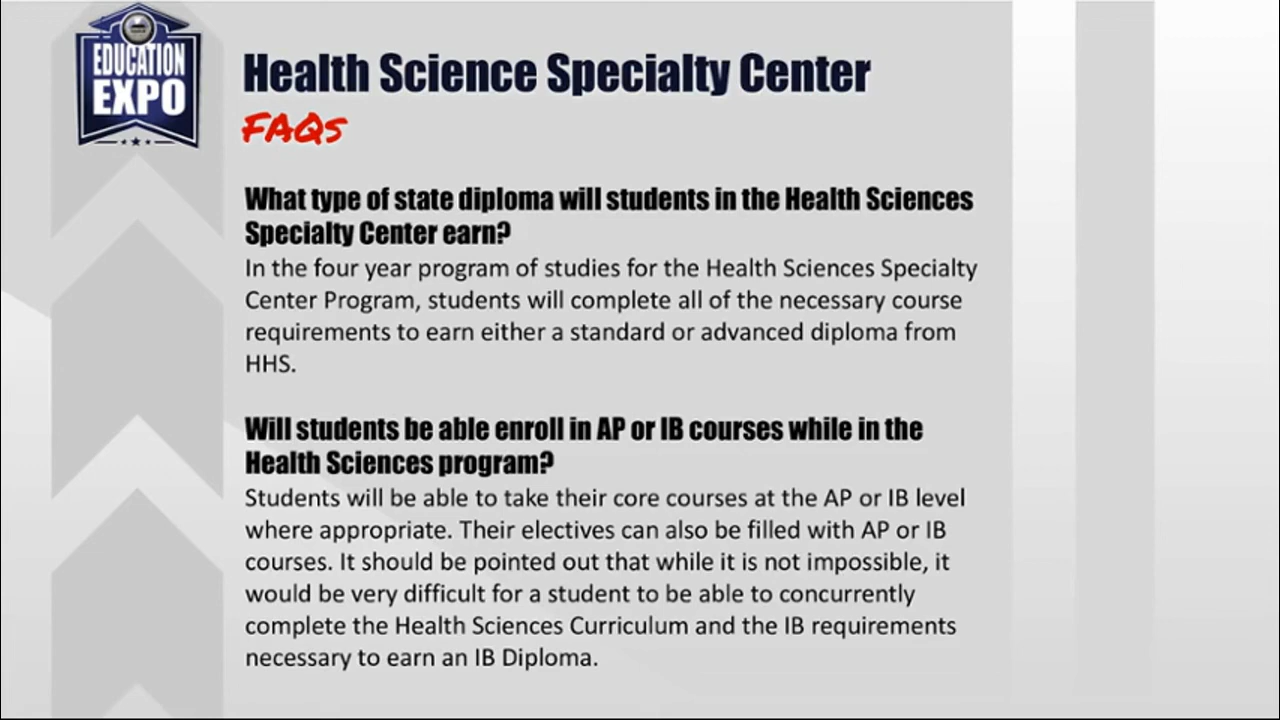 EDUCATION
EXPO
Health Science Specialty Center
FAQs
What type of state diploma will students in the Health Sciences
Specialty Center earn?
In the four year program of studies for the Health Sciences Specialty
Center Program, students will complete all of the necessary course
requirements to earn either a standard or advanced diploma from
HHS.
Will students be able enroll in AP or IB courses while in the
Health Sciences program?
Students will be able to take their core courses at the AP or IB level
where appropriate. Their electives can also be filled with AP or IB
courses. It should be pointed out that while it is not impossible, it
would be very difficult for a student to be able to concurrently
complete the Health Sciences Curriculum and the IB requirements
necessary to earn an IB Diploma.